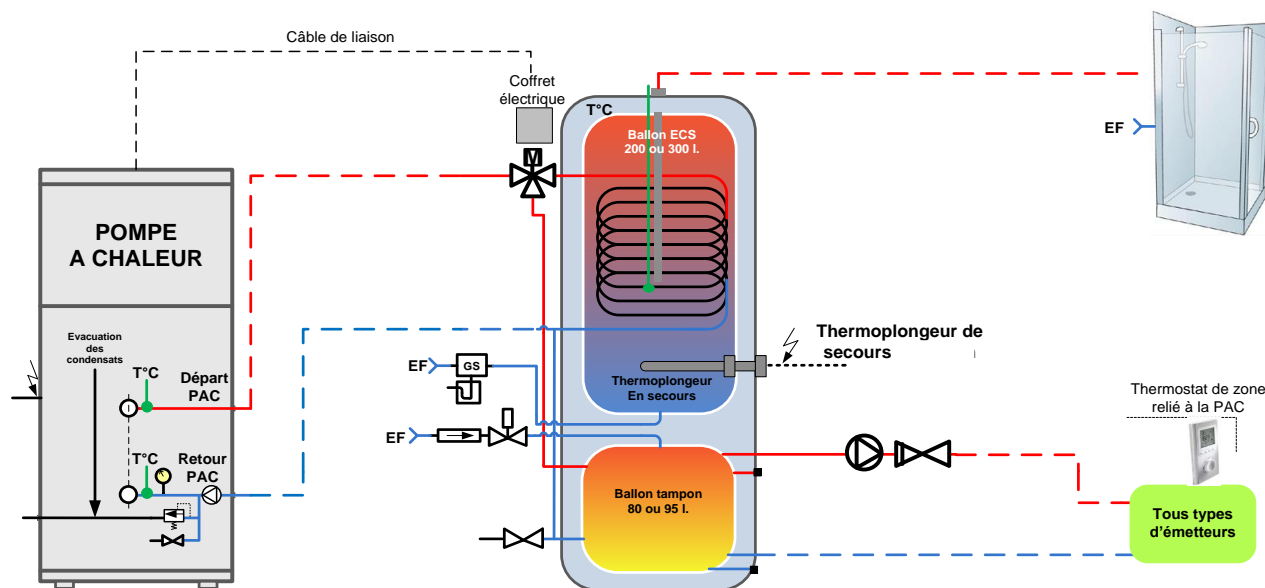 Câble de liaison
Coffret
électrique
M
T°C
Ballon ECS
200 ou 300 l.
EF
POMPE
A CHALEUR
Evacuation
des
condensats
T°C
Départ
PAC
T°C
Retour
PAC
EF
GS
EF
Thermoplongeur
En secours
Thermoplongeur de
secours
Ballon tampon
80 ou 95 l.
Thermostat de zone
relié à la PAC
Tous types
d'émetteurs